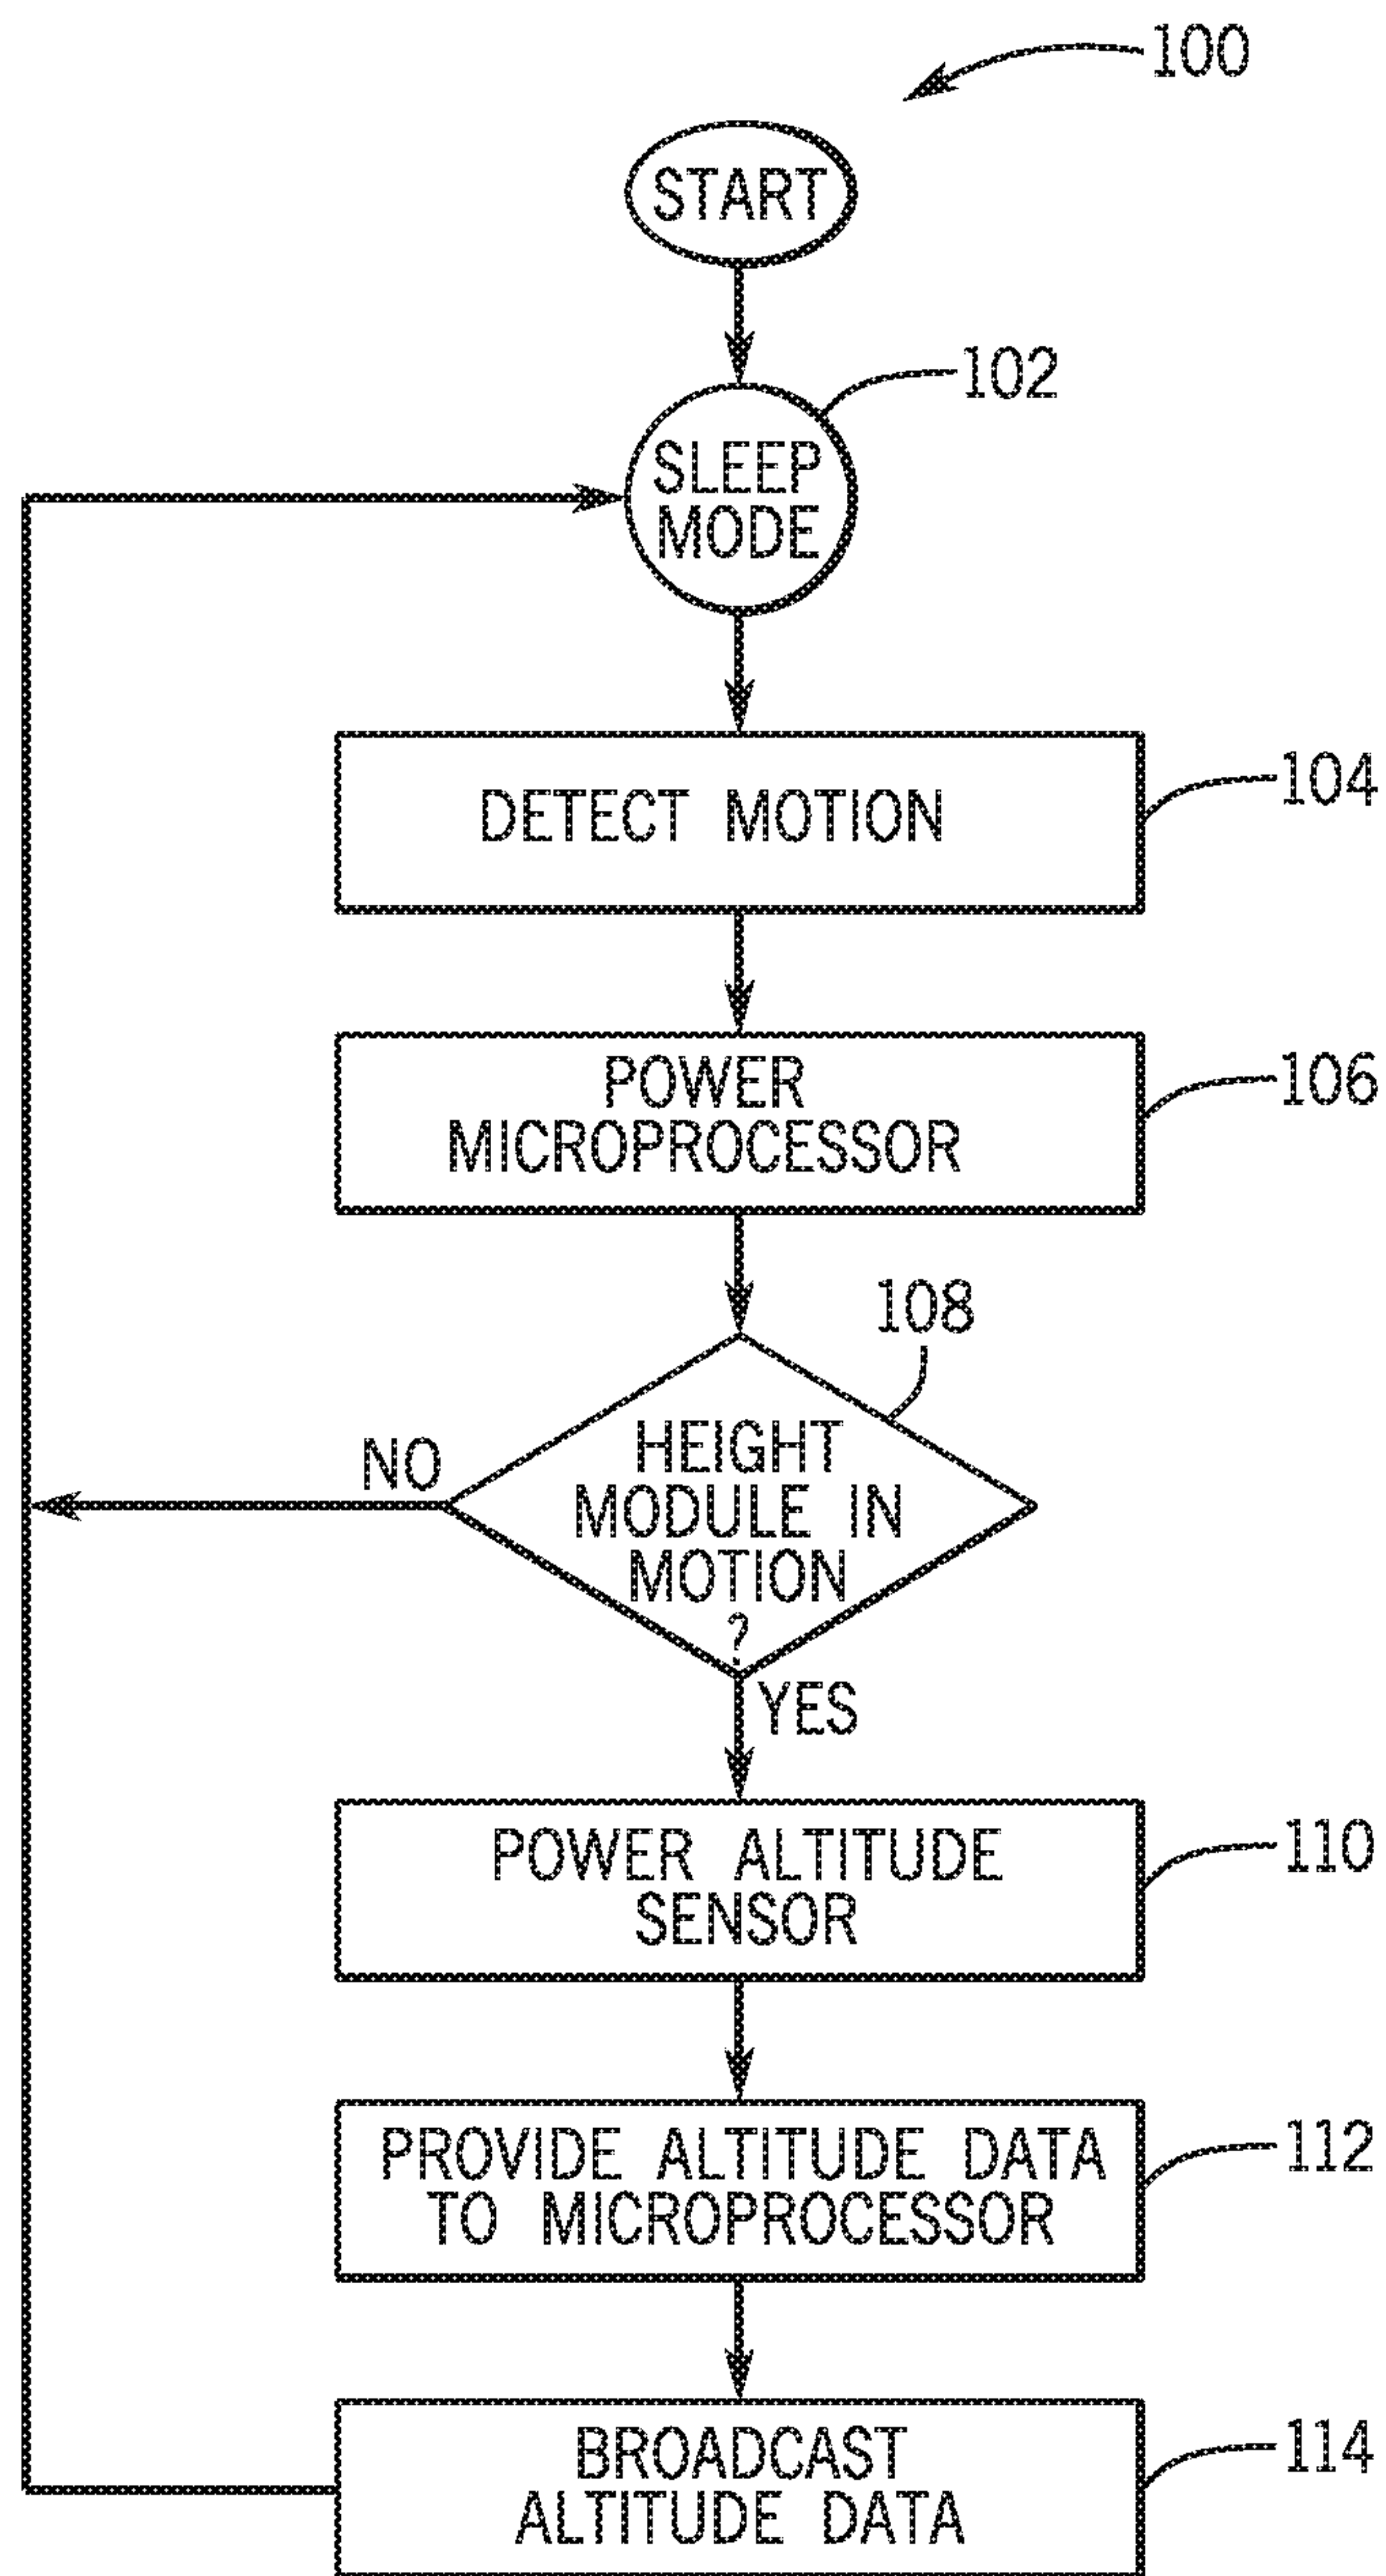 100
START
102
SLEEP
MODE
DETECT MOTION
104
POWER
MICROPROCESSOR
106
108
HEIGHT
MODULE IN
MOTION
?
NO
YES
POWER ALTITUDE
SENSOR
110
PROVIDE ALTITUDE DATA
TO MICROPROCESSOR
112
BROADCAST
ALTITUDE DATA
114